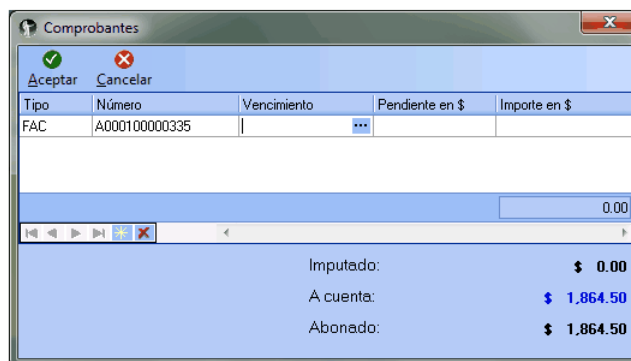 Comprobantes
Aceptar Cancelar
Tipo Número Vencimiento Pendiente en $ Importe en $
FAC A000100000335
0.00
Imputado: $ 0.00
A cuenta: $ 1,864.50
Abonado: $ 1,864.50